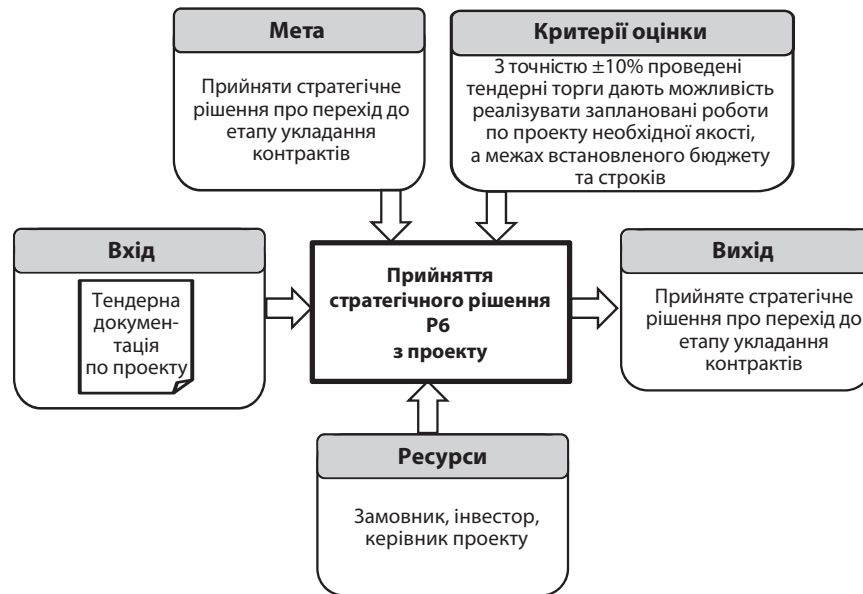 Мета
Прийняти стратегічне
рішення про перехід до
етапу укладання
контрактів
Критерії оцінки
З точністю ±10% проведені
тендерні торги дають можливість
реалізувати заплановані роботи
по проекту необхідної якості,
а межах встановленого бюджету
та строків
Вхід
Тендерна
докумен-
тація
по проекту
Прийняття
стратегічного рішення
Р6
з проекту
Вихід
Прийняте стратегічне
рішення про перехід до
етапу укладання
контрактів
Ресурси
Замовник, інвестор,
керівник проекту